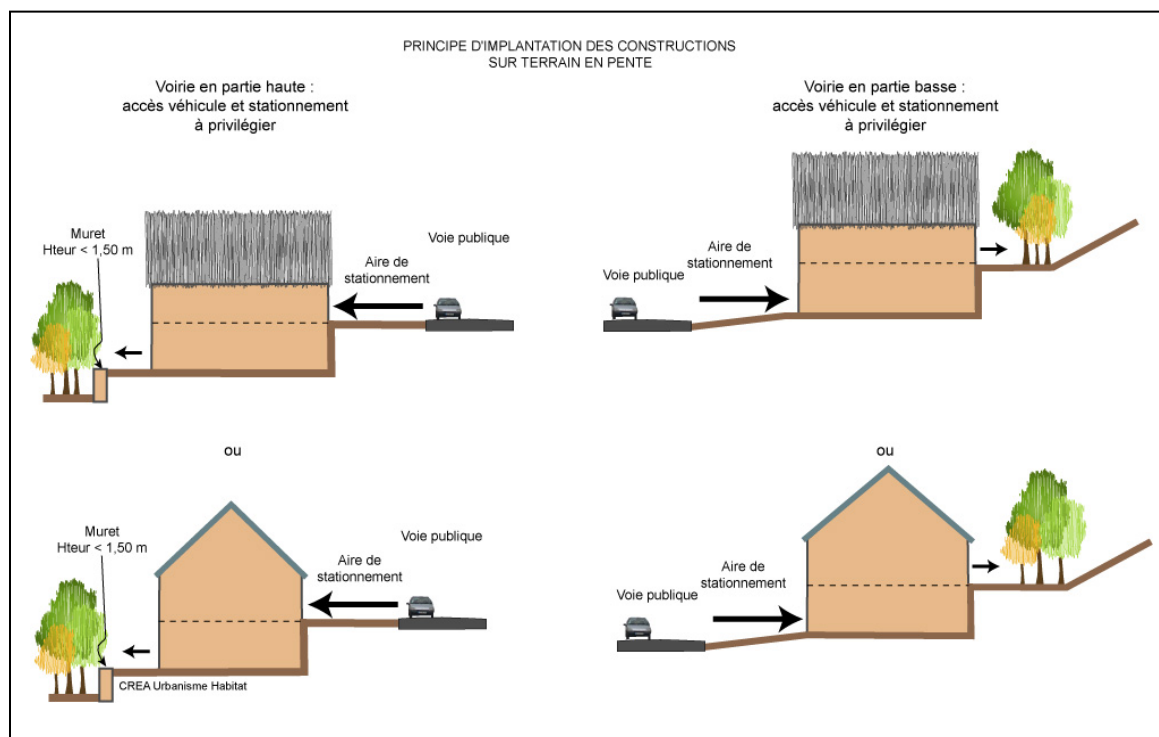 PRINCIPE D'IMPLANTATION DES CONSTRUCTIONS
SUR TERRAIN EN PENTE
Voirie en partie haute :
accès véhicule et stationnement
à privilégier
Voirie en partie basse :
accès véhicule et stationnement
à privilégier
Muret
Hteur < 1,50 m
Voie publique
Aire de
stationnement
Aire de
stationnement
Voie publique
ou
ou
Muret
Hteur < 1,50 m
Voie publique
Aire de
stationnement
Aire de
stationnement
Voie publique
CREA Urbanisme Habitat